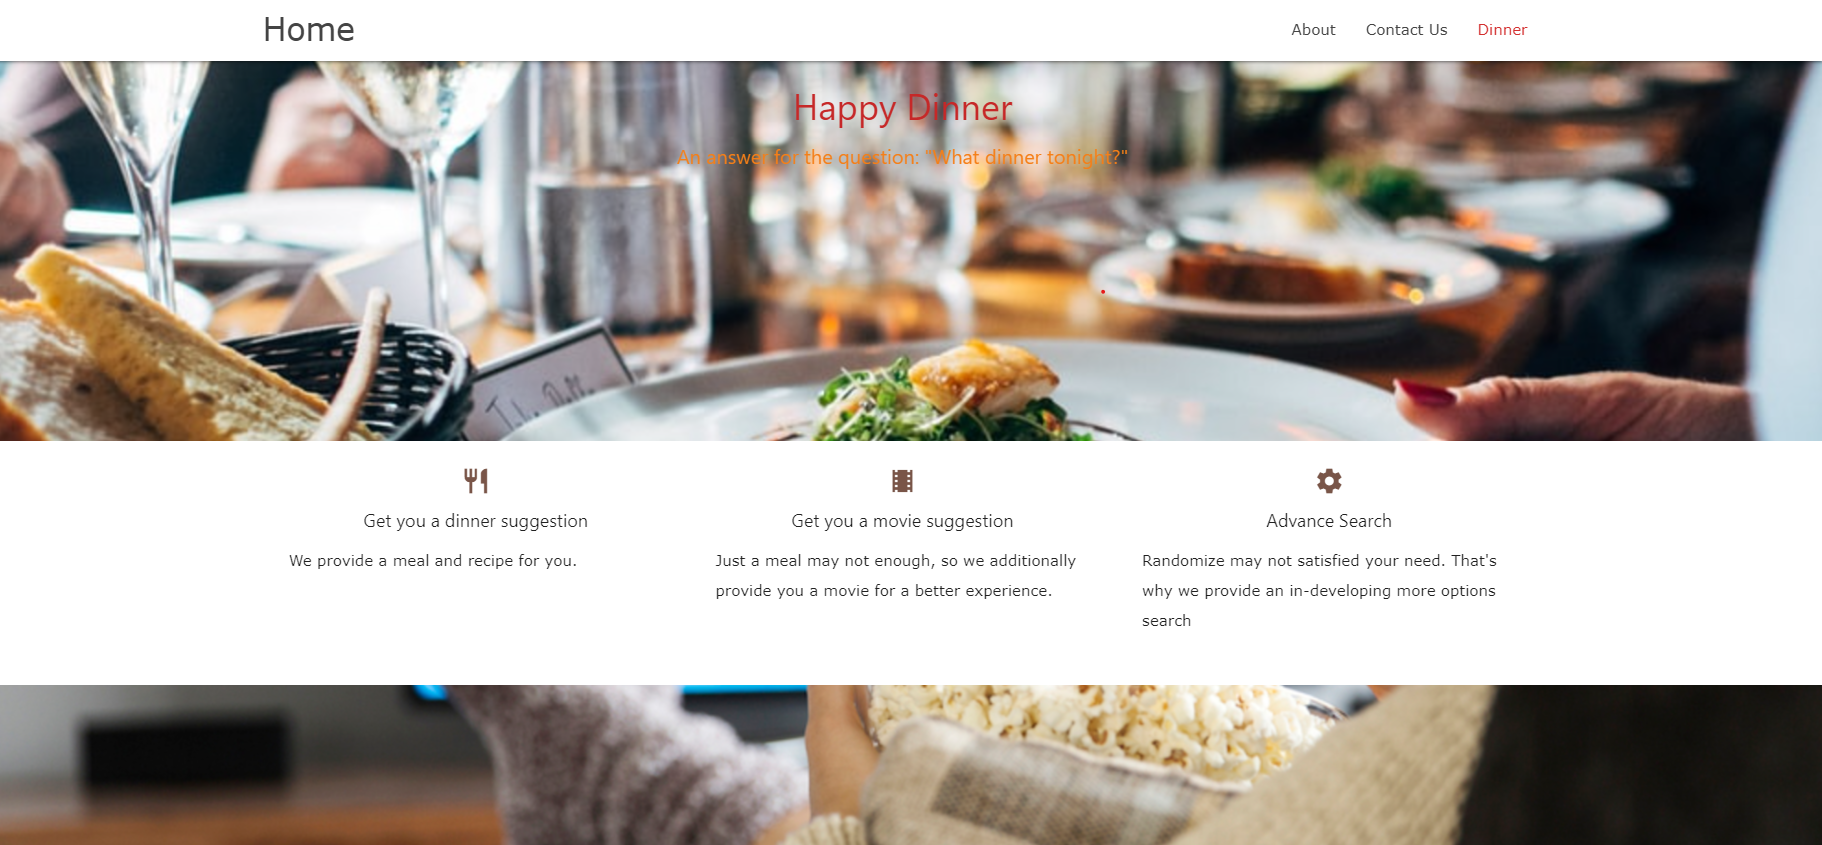 Home
About
Contact Us
Dinner
Happy Dinner
An answer for the question: "What dinner tonight?"
Get you a dinner suggestion
We provide a meal and recipe for you.
Get you a movie suggestion
Just a meal may not enough, so we additionally
provide you a movie for a better experience.
Advance Search
Randomize may not satisfied your need. That's
why we provide an in-developing more options
search